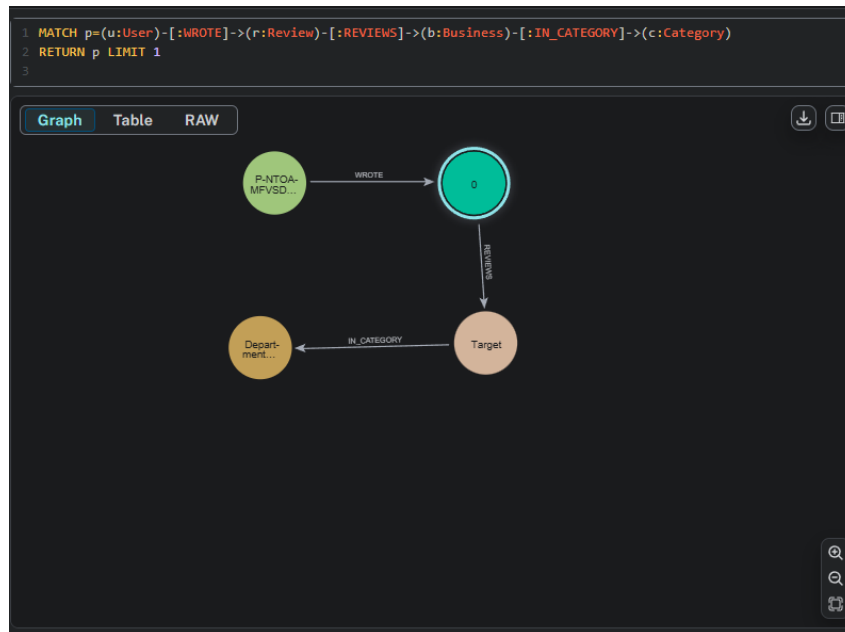 1 MATCH p=(u:User)-[:WROTE]->(r:Review)-[:REVIEWS]->(b:Business)-[:IN_CATEGORY]->(c:Category)
2 RETURN p LIMIT 1
3
Graph Table RAW
P-NTOA-
MFVSD...
WROTE
0
REVIEWS
Target
IN_CATEGORY
Depart-
ment...